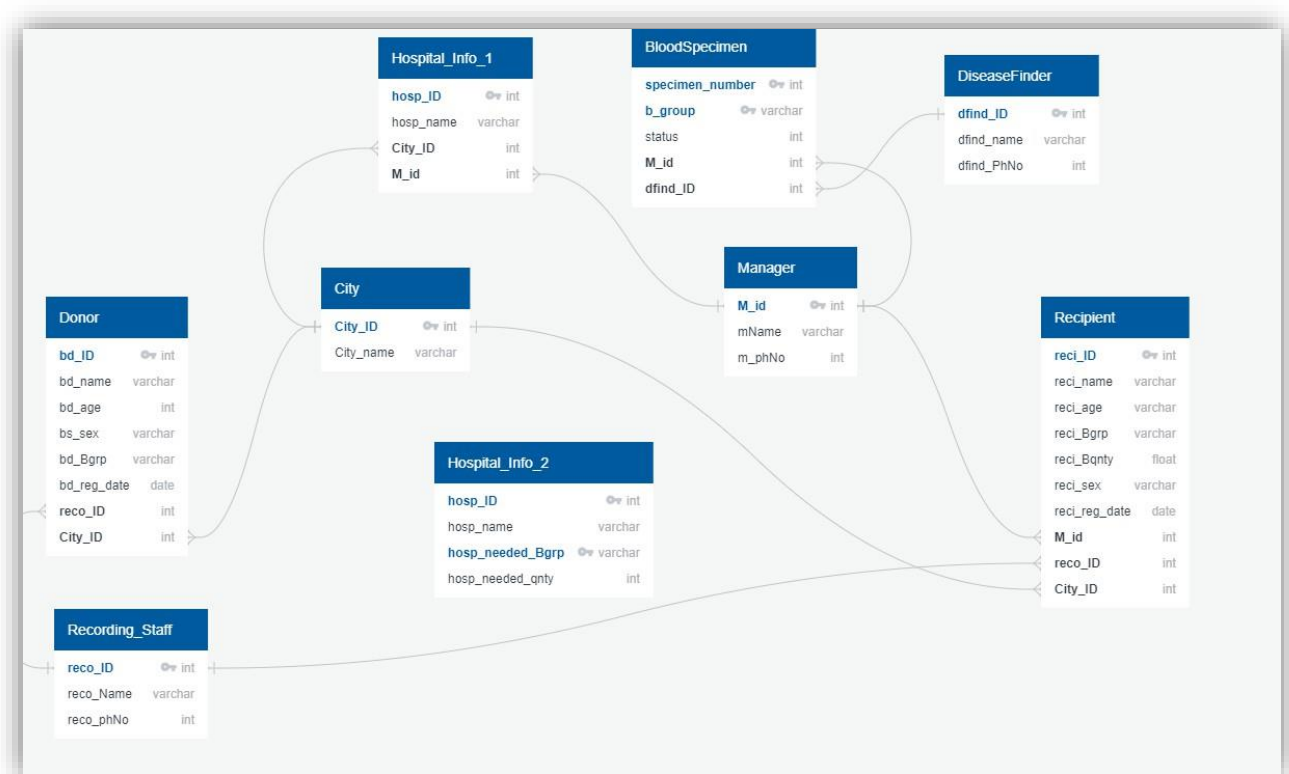 Hospital_Info_1
hosp_ID int
hosp_name varchar
City_ID int
M_id int
BloodSpecimen
specimen_number int
b_group varchar
status int
M_id int
dfind_ID int
DiseaseFinder
dfind_ID int
dfind_name varchar
dfind_PhNo int
City
City_ID int
City_name varchar
Manager
M_id int
mName varchar
m_phNo int
Donor
bd_ID int
bd_name varchar
bd_age int
bs_sex varchar
bd_Bgrp varchar
bd_reg_date date
reco_ID int
City_ID int
Recipient
reci_ID int
reci_name varchar
reci_age varchar
reci_Bgrp varchar
reci_Bqnty float
reci_sex varchar
reci_reg_date date
M_id int
reco_ID int
City_ID int
Hospital_Info_2
hosp_ID int
hosp_name varchar
hosp_needed_Bgrp varchar
hosp_needed_qnty int
Recording_Staff
reco_ID int
reco_Name varchar
reco_phNo int